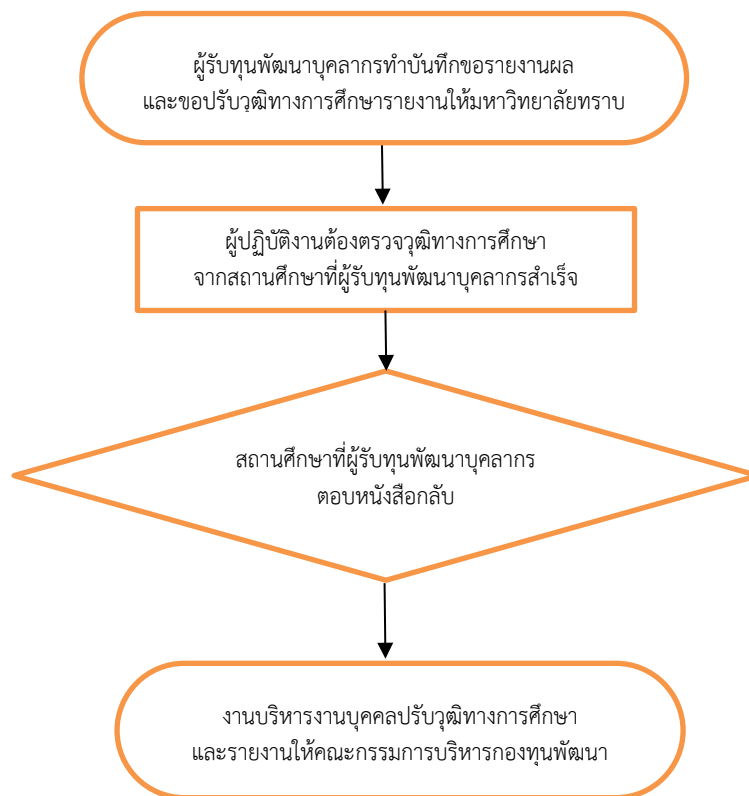 ผู้รับทุนพัฒนาบุคลากรทำบันทึกขอรายงานผล
และขอปรับวุฒิทางการศึกษารายงานให้มหาวิทยาลัยทราบ
ผู้ปฏิบัติงานต้องตรวจวุฒิทางการศึกษา
จากสถานศึกษาที่ผู้รับทุนพัฒนาบุคลากรสำเร็จ
สถานศึกษาที่ผู้รับทุนพัฒนาบุคลากร
ตอบหนังสือกลับ
งานบริหารงานบุคคลปรับวุฒิทางการศึกษา
และรายงานให้คณะกรรมการบริหารกองทุนพัฒนา